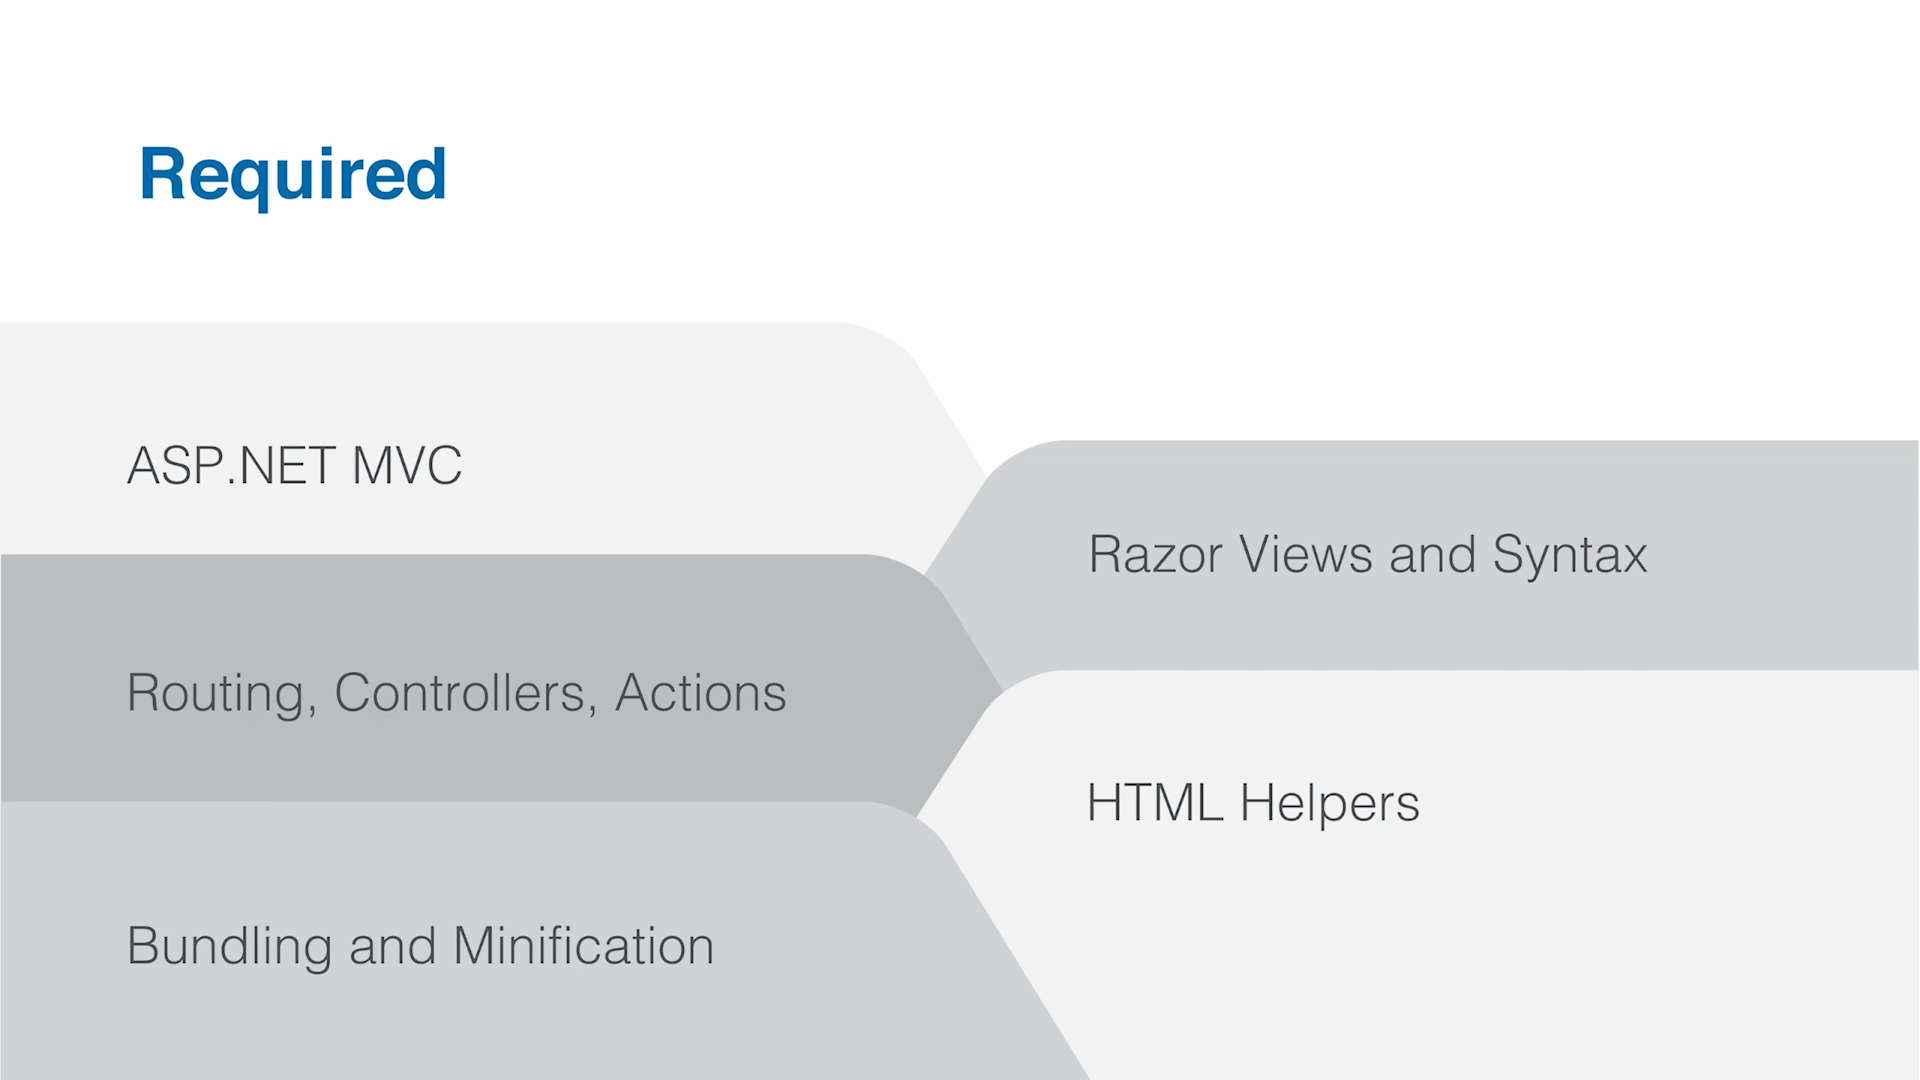 Required
ASP.NET MVC
Razor Views and Syntax
Routing, Controllers, Actions
HTML Helpers
Bundling and Minification